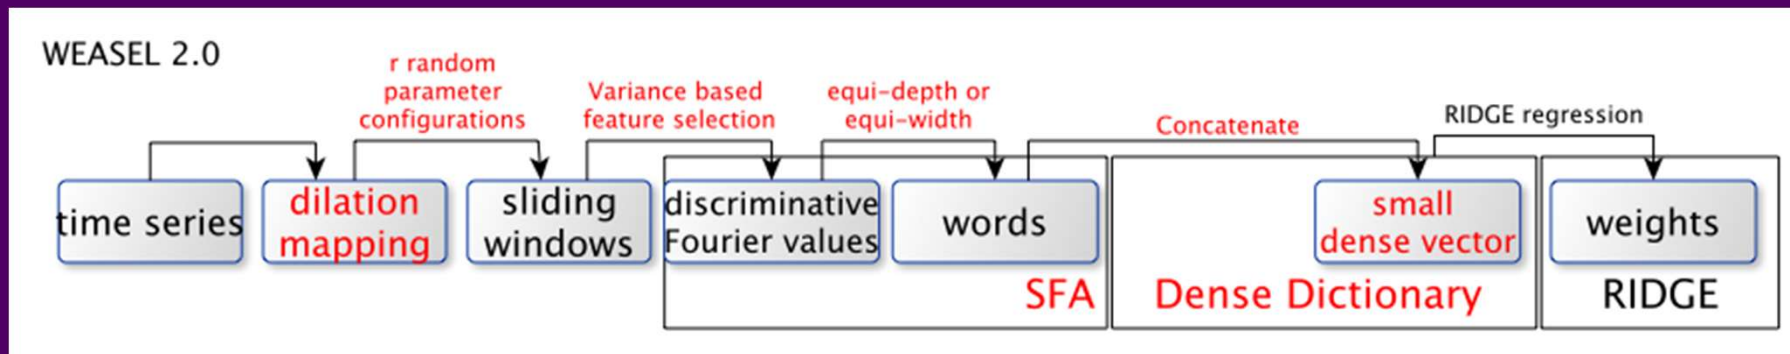 WEASEL 2.0
r random
parameter
configurations
Variance based
feature selection
equi-depth or
equi-width
Concatenate
RIDGE regression
time series
dilation
mapping
sliding
windows
discriminative
Fourier values
words
small
dense vector
weights
SFA
Dense Dictionary
RIDGE